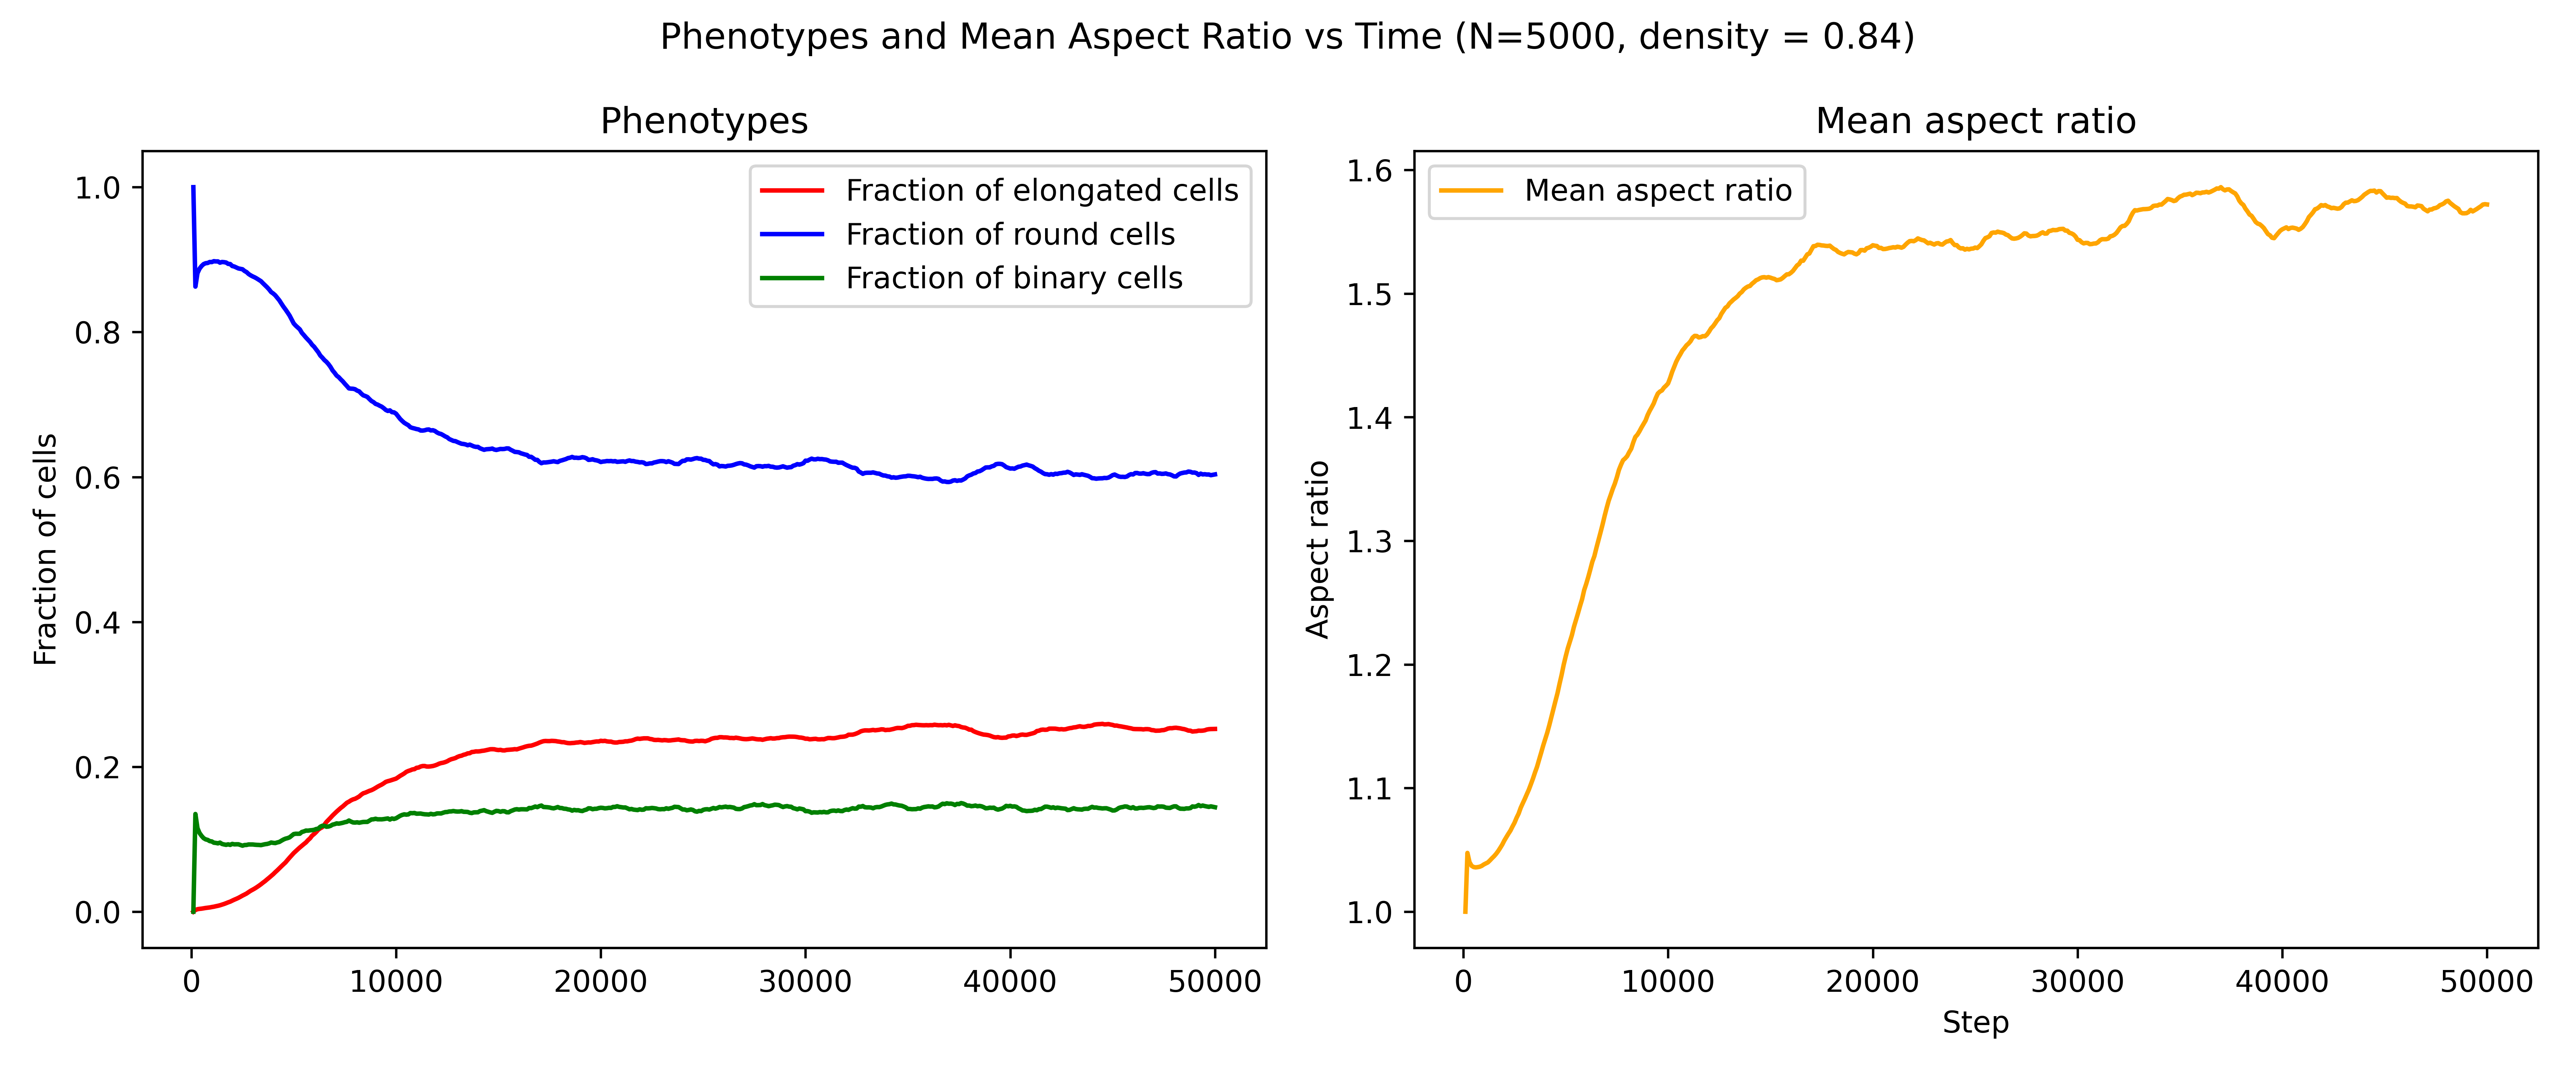 Phenotypes and Mean Aspect Ratio vs Time (N=5000, density = 0.84)
Phenotypes
Fraction of cells
1.0
0.8
0.6
0.4
0.2
0.0
Fraction of elongated cells
Fraction of round cells
Fraction of binary cells
0 10000 20000 30000 40000 50000
Mean aspect ratio
Aspect ratio
1.6
1.5
1.4
1.3
1.2
1.1
1.0
Mean aspect ratio
0 10000 20000 30000 40000 50000
Step